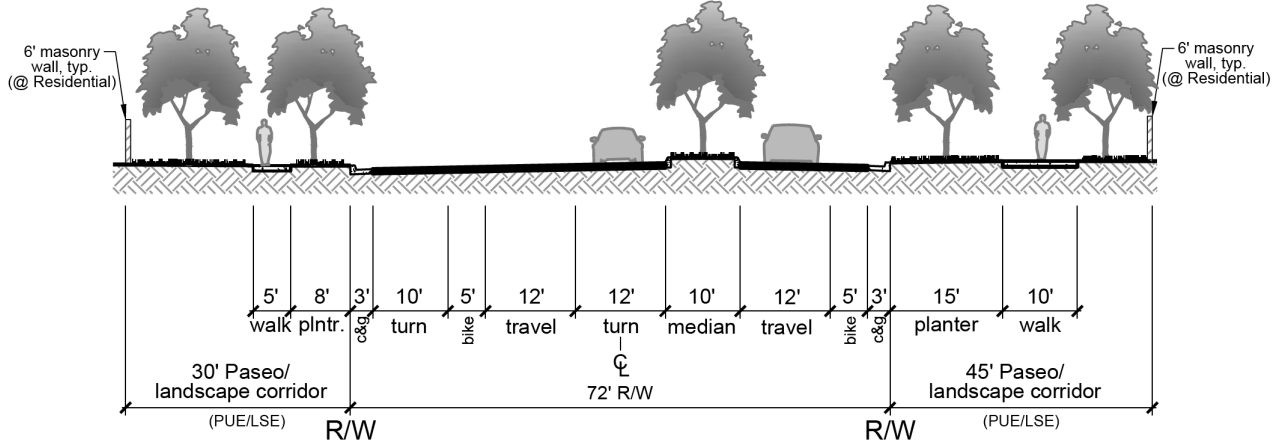 6' masonry
wall, typ.
(@ Residential)
6' masonry
wall, typ.
(@ Residential)
5' 8' 3' 10' 5' 12' 12' 10' 12' 5' 3' 15' 10'
walk plntr. c&g turn bike travel turn median travel bike c&g planter walk
℄
30' Paseo/
landscape corridor
(PUE/LSE)
72' R/W
45' Paseo/
landscape corridor
(PUE/LSE)
R/W R/W